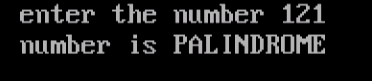 enter the number 121
number is PALINDROME